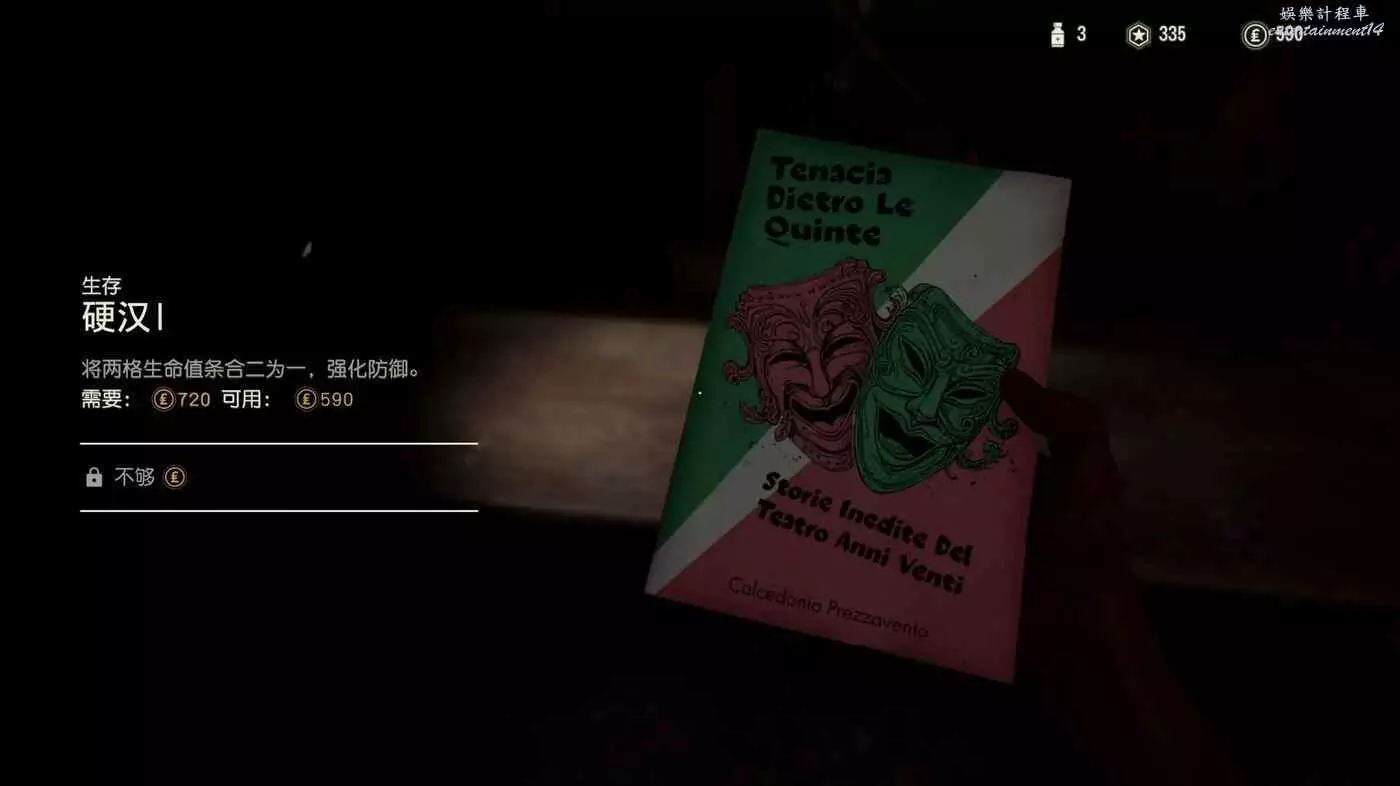 娛樂計程車
entertainment14
3
335
590
生存
硬汉 I
将两格生命值条合二为一，强化防御。
需要： £720 可用： £590
不够 £
Tenacia
Dietro Le
Quinte
Storie Inedite Del
Teatro Anni Venti
Calcedonio Prezzavento